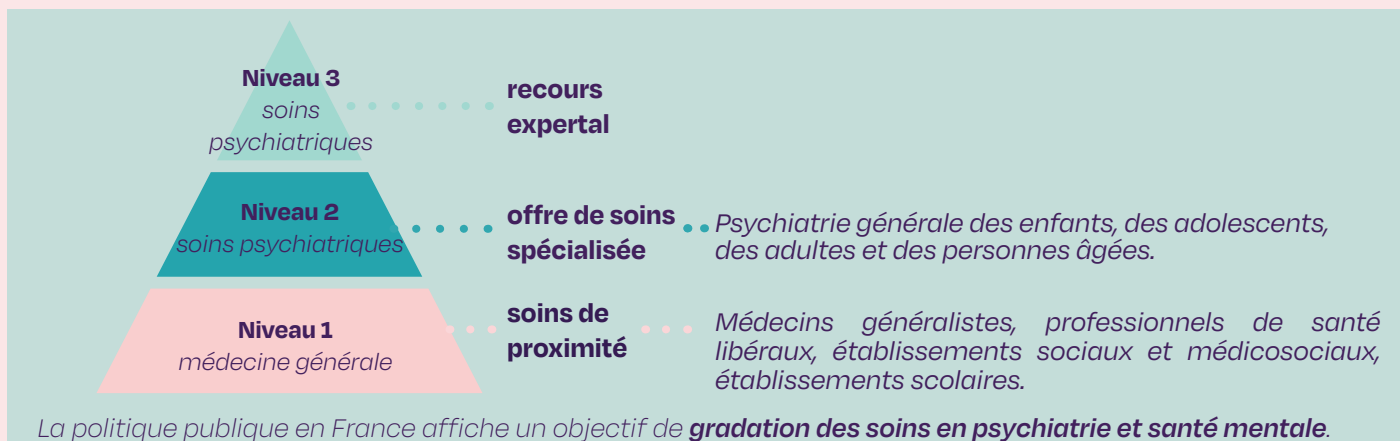 Niveau 3
soins
psychiatriques
recours
expertal
Niveau 2
soins psychiatriques
offre de soins
spécialisée
Psychiatrie générale des enfants, des adolescents,
des adultes et des personnes âgées.
Niveau 1
médecine générale
soins de
proximité
Médecins généralistes, professionnels de santé
libéraux, établissements sociaux et médicosociaux,
établissements scolaires.
La politique publique en France affiche un objectif de gradation des soins en psychiatrie et santé mentale.